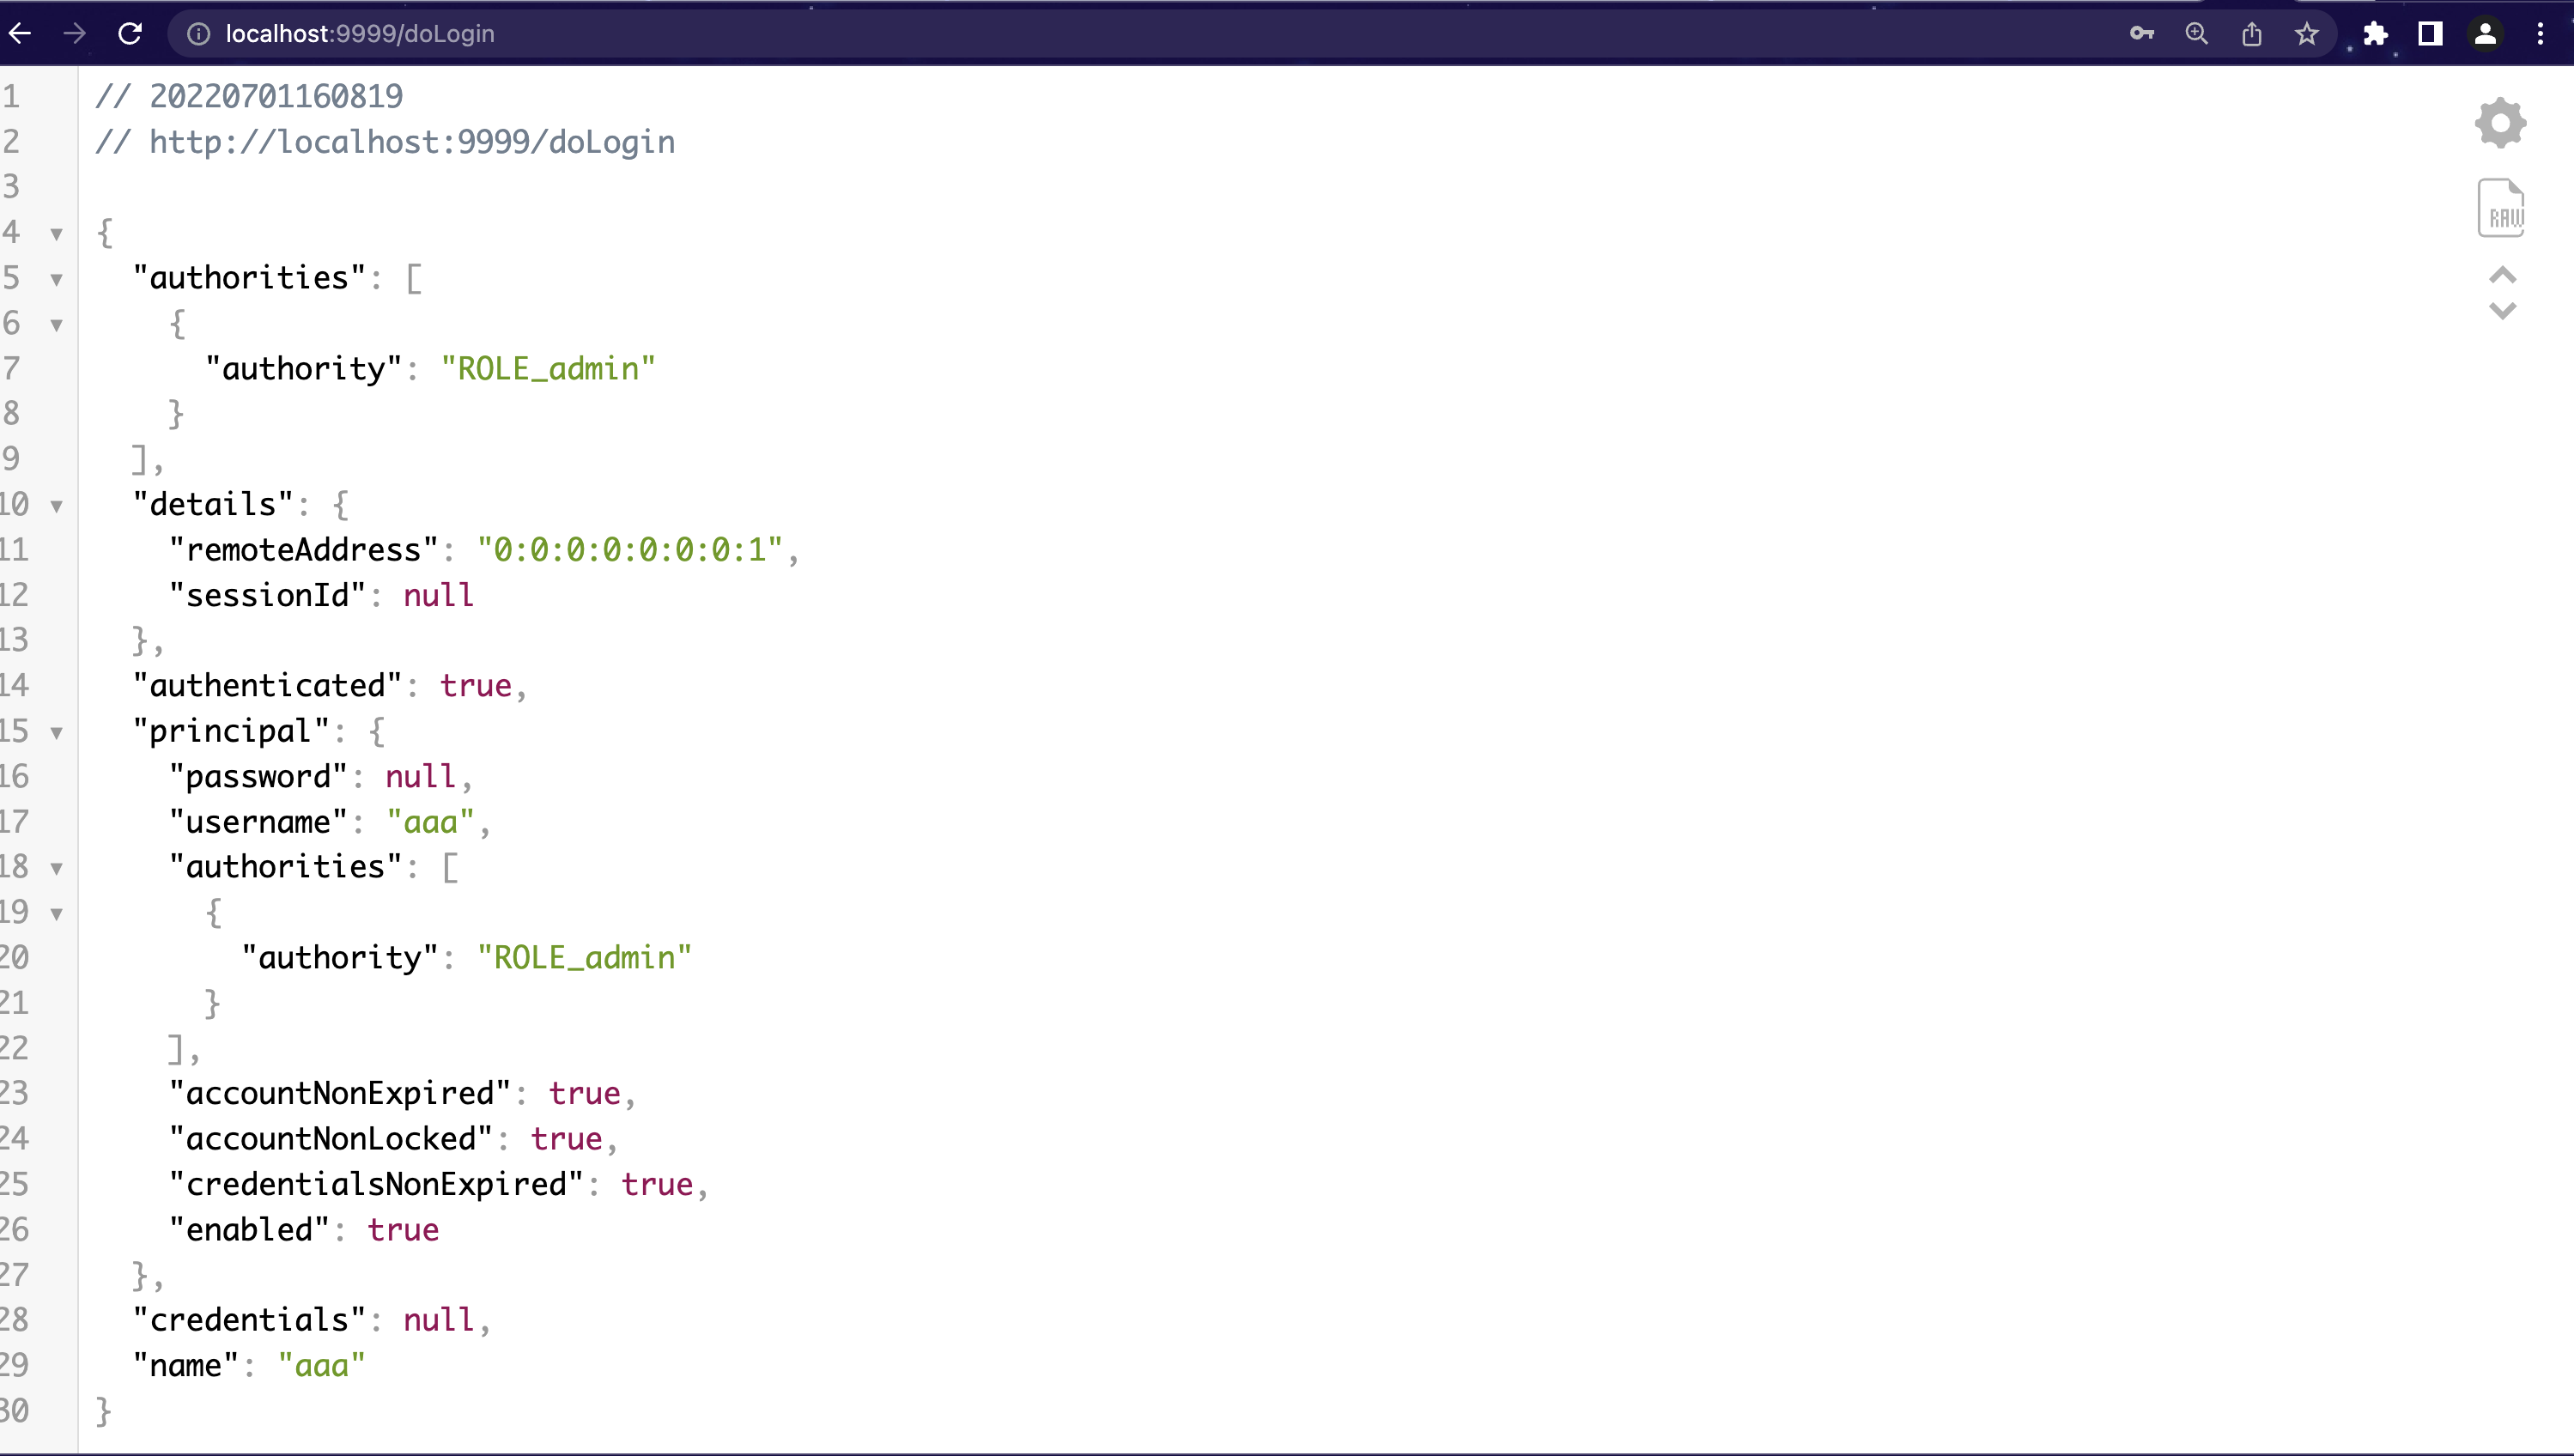 localhost:9999/doLogin
1 // 20220701160819
2 // http://localhost:9999/doLogin
3
4 {
5 "authorities": [
6 {
7 "authority": "ROLE_admin"
8 }
9 ],
10 "details": {
11 "remoteAddress": "0:0:0:0:0:0:0:1",
12 "sessionId": null
13 },
14 "authenticated": true,
15 "principal": {
16 "password": null,
17 "username": "aaa",
18 "authorities": [
19 {
20 "authority": "ROLE_admin"
21 }
22 ],
23 "accountNonExpired": true,
24 "accountNonLocked": true,
25 "credentialsNonExpired": true,
26 "enabled": true
27 },
28 "credentials": null,
29 "name": "aaa"
30 }
RAW